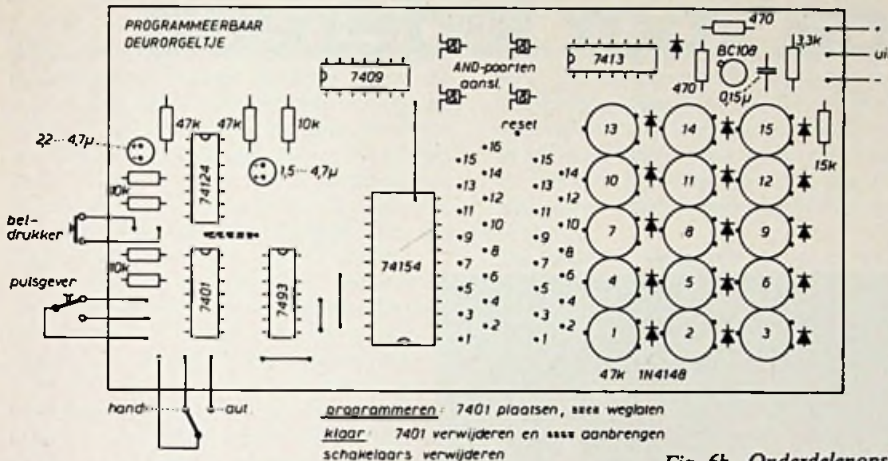 PROGRAMMEERBAAR
DEURORGELTJE
7409
AND-poorten
aansl.
7413
BC108
470
470
0,15µ
3,3k
+
uit
-
15k
reset
2,2...4,7µ
47k
47k
10k
1,5...4,7µ
74124
10k
bel-
drukker
10k
pulsgever
7401
7493
74154
16
15
14
13
12
11
10
9
8
7
6
5
4
3
2
1
15
14
13
12
11
10
9
8
7
6
5
4
3
2
1
13
14
15
10
11
12
7
8
9
4
5
6
1
2
3
47k 1N4148
hand
aut.
programmeren: 7401 plaatsen, xxxx weglaten
klaar: 7401 verwijderen en xxxx aanbrengen
schakelaars verwijderen
Fig. 6b. Onderdelenops